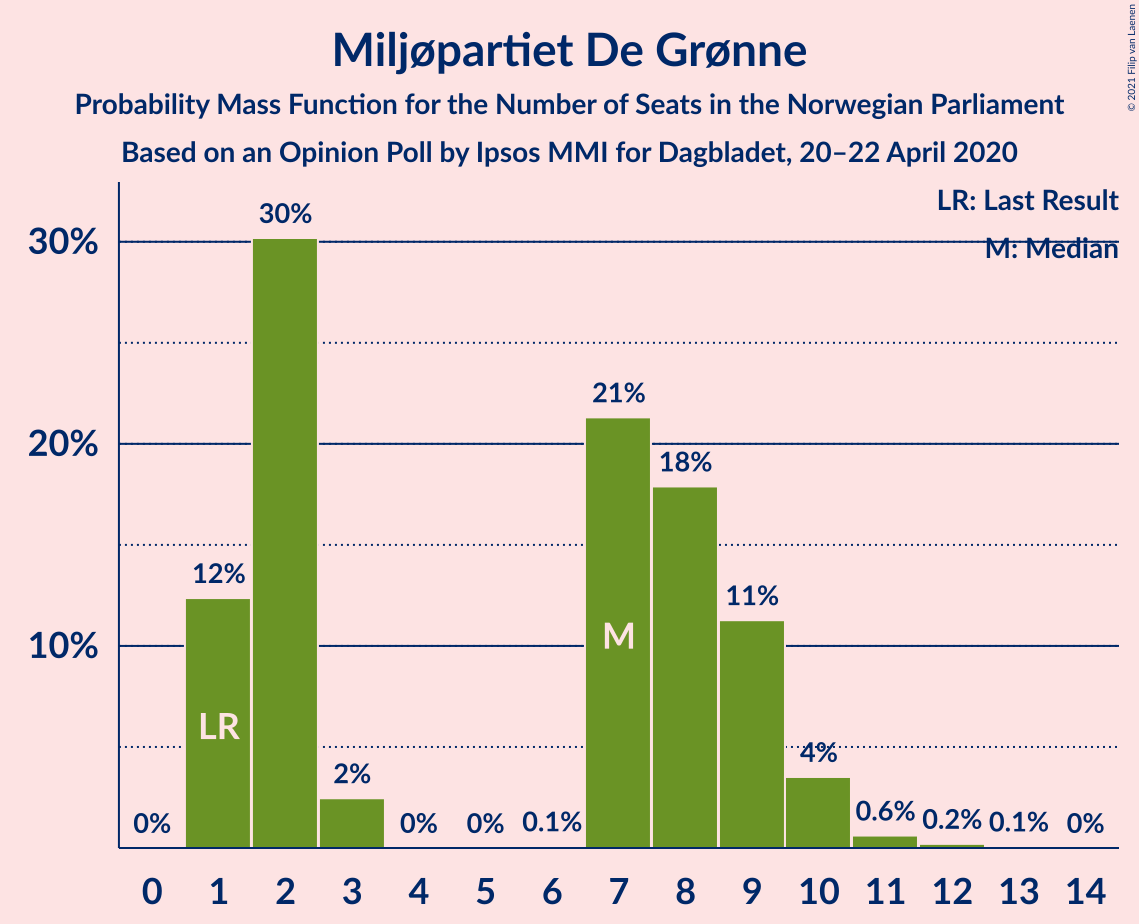 Miljøpartiet De Grønne
Probability Mass Function for the Number of Seats in the Norwegian Parliament
Based on an Opinion Poll by Ipsos MMI for Dagbladet, 20–22 April 2020
© 2021 Filip van Laenen
LR: Last Result
M: Median
30%
20%
10%
0%
12%
30%
2%
0%
0%
0.1%
21%
18%
11%
4%
0.6%
0.2%
0.1%
0%
LR
M
0 1 2 3 4 5 6 7 8 9 10 11 12 13 14